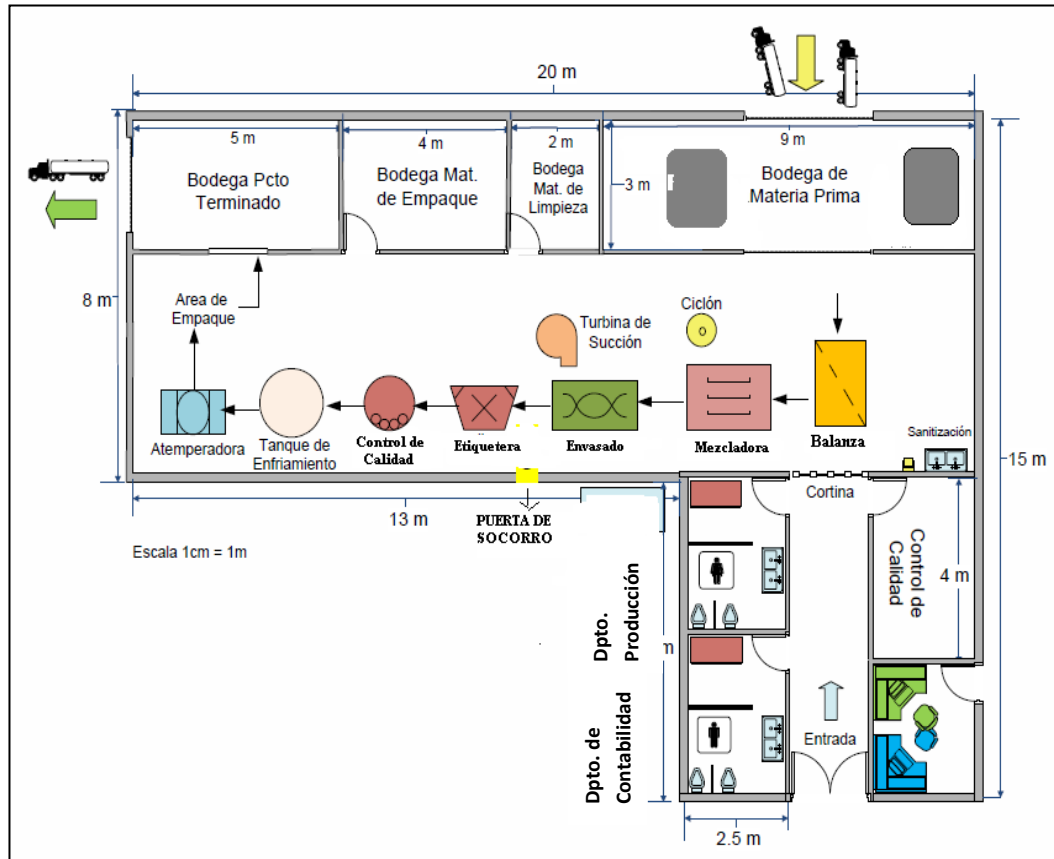 20 m
5 m
4 m
2 m
9 m
Bodega Pcto
Terminado
Bodega Mat.
de Empaque
Bodega
Mat. de
Limpieza
3 m
Bodega de
Materia Prima
8 m
Area de
Empaque
Turbina de
Succión
Ciclón
Atemperadora
Tanque de
Enfriamiento
Control de
Calidad
Etiquetera
Envasado
Mezcladora
Balanza
Sanitización
15 m
13 m
PUERTA DE
SOCORRO
Cortina
Escala 1cm = 1m
Control de
Calidad
4 m
Dpto.
Producción
m
Dpto. de
Contabilidad
Entrada
2.5 m